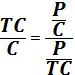 TC/C = (P/C)/(P/TC)